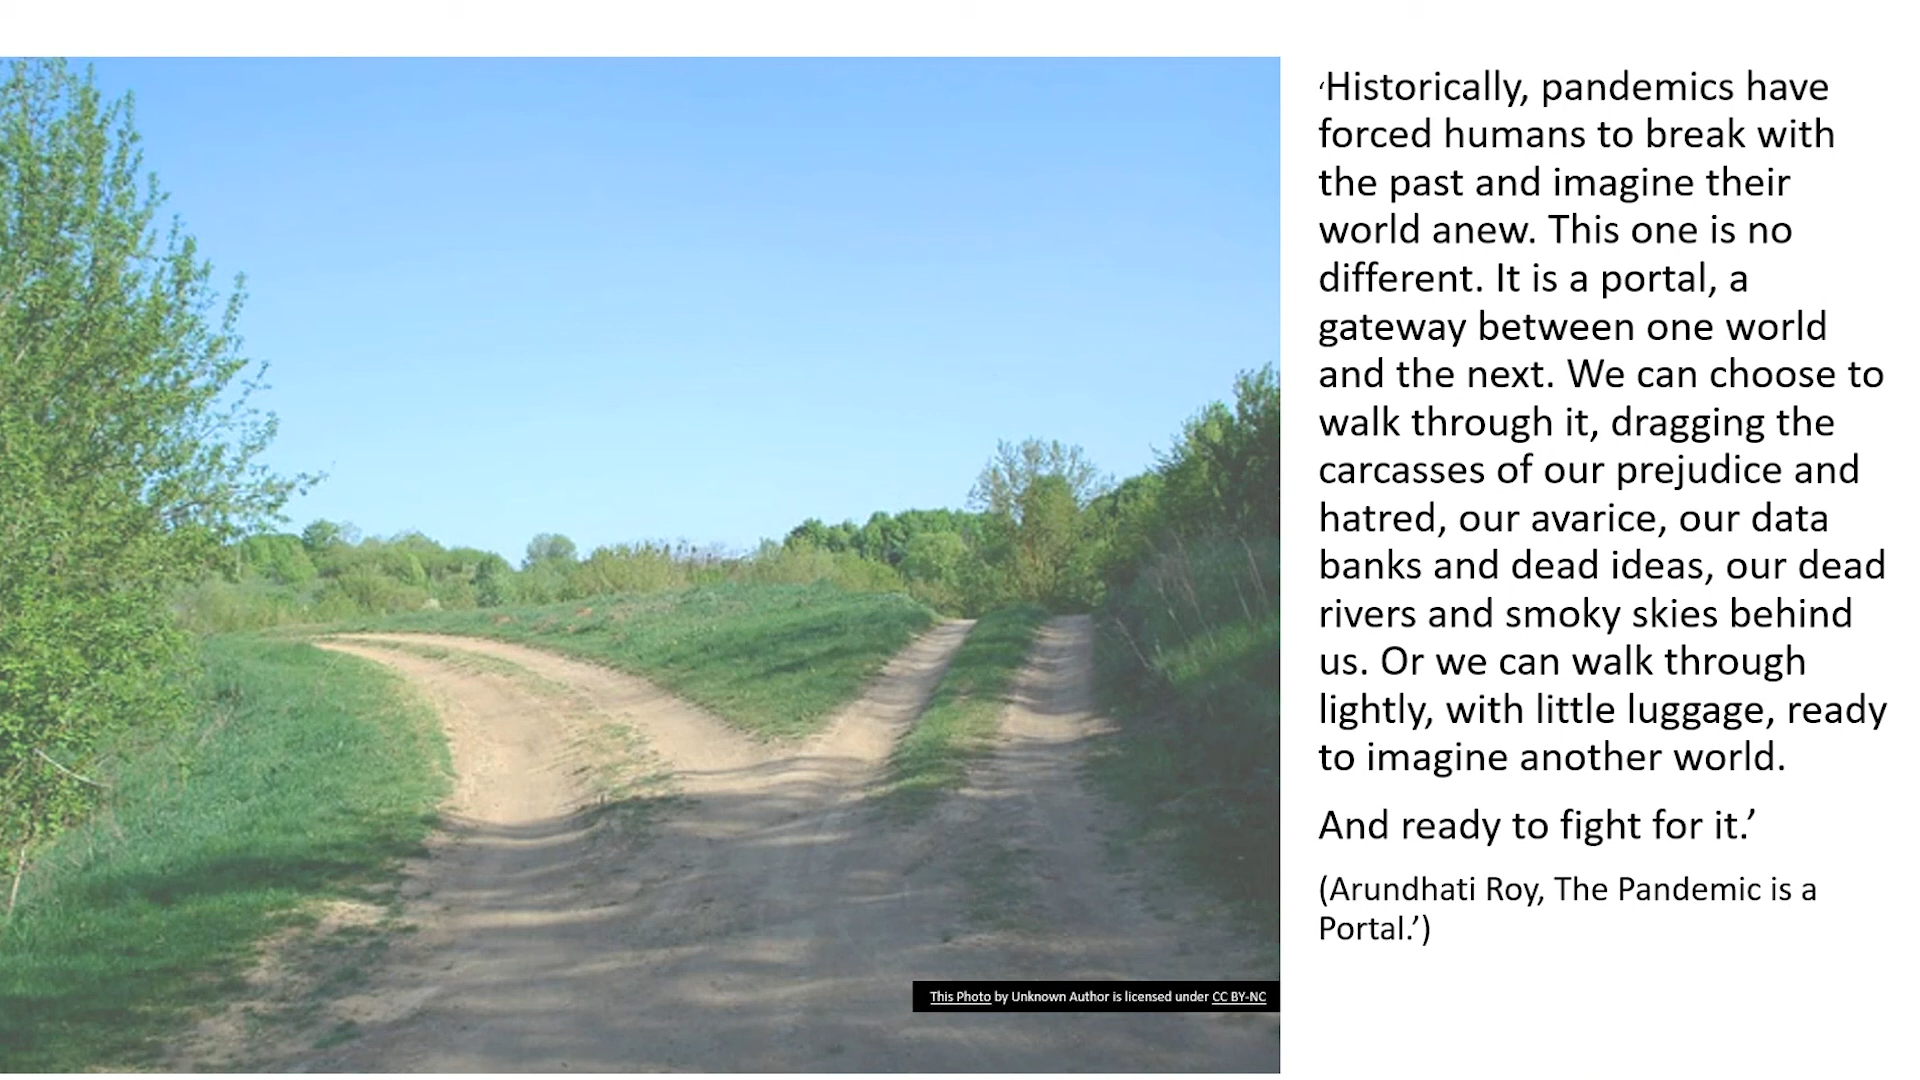 ‘Historically, pandemics have
forced humans to break with
the past and imagine their
world anew. This one is no
different. It is a portal, a
gateway between one world
and the next. We can choose to
walk through it, dragging the
carcasses of our prejudice and
hatred, our avarice, our data
banks and dead ideas, our dead
rivers and smoky skies behind
us. Or we can walk through
lightly, with little luggage, ready
to imagine another world.
And ready to fight for it.’
(Arundhati Roy, The Pandemic is a
Portal.’)
This Photo by Unknown Author is licensed under CC BY-NC